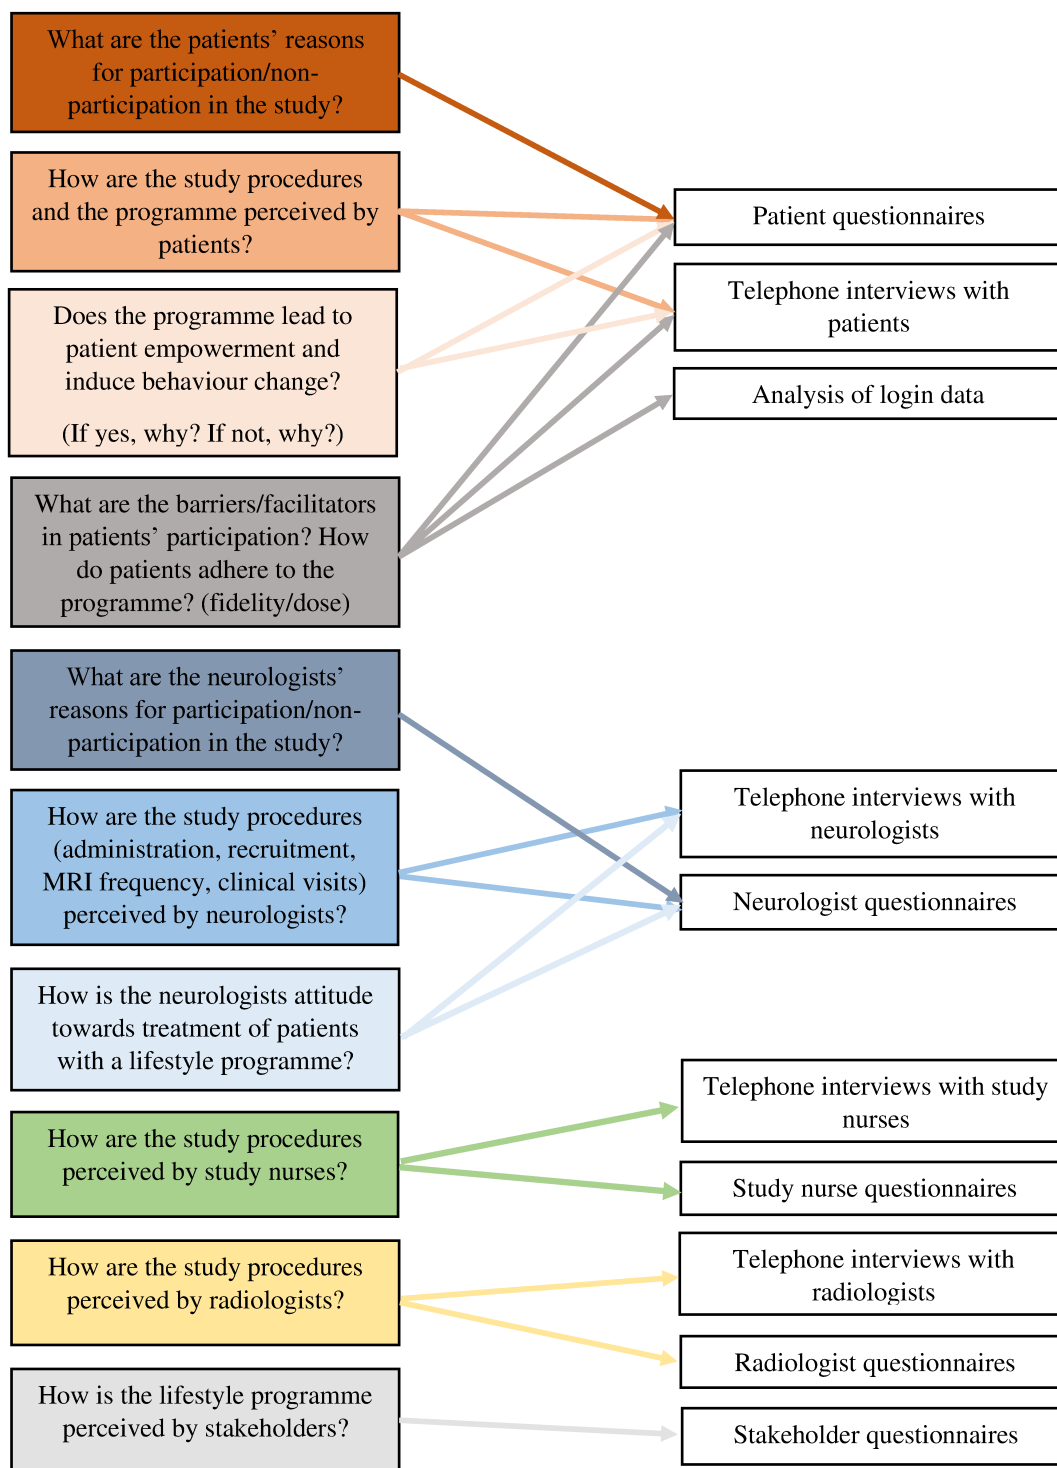 What are the patients’ reasons
for participation/non-
participation in the study?
How are the study procedures
and the programme perceived by
patients?
Does the programme lead to
patient empowerment and
induce behaviour change?
(If yes, why? If not, why?)
What are the barriers/facilitators
in patients’ participation? How
do patients adhere to the
programme? (fidelity/dose)
What are the neurologists’
reasons for participation/non-
participation in the study?
How are the study procedures
(administration, recruitment,
MRI frequency, clinical visits)
perceived by neurologists?
How is the neurologists attitude
towards treatment of patients
with a lifestyle programme?
How are the study procedures
perceived by study nurses?
How are the study procedures
perceived by radiologists?
How is the lifestyle programme
perceived by stakeholders?
Patient questionnaires
Telephone interviews with
patients
Analysis of login data
Telephone interviews with
neurologists
Neurologist questionnaires
Telephone interviews with study
nurses
Study nurse questionnaires
Telephone interviews with
radiologists
Radiologist questionnaires
Stakeholder questionnaires